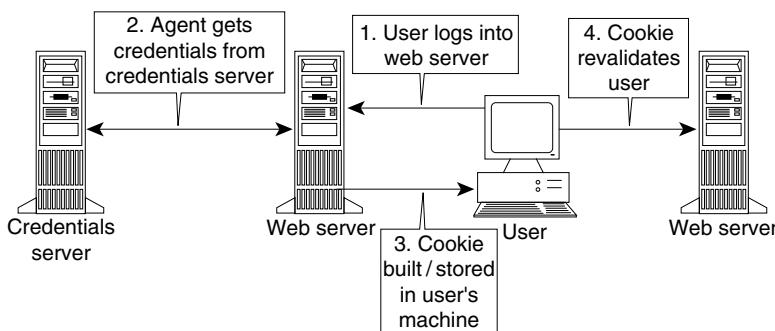 2. Agent gets
credentials from
credentials server
1. User logs into
web server
4. Cookie
revalidates
user
Credentials
server
Web server
3. Cookie
built / stored
in user's
machine
User
Web server